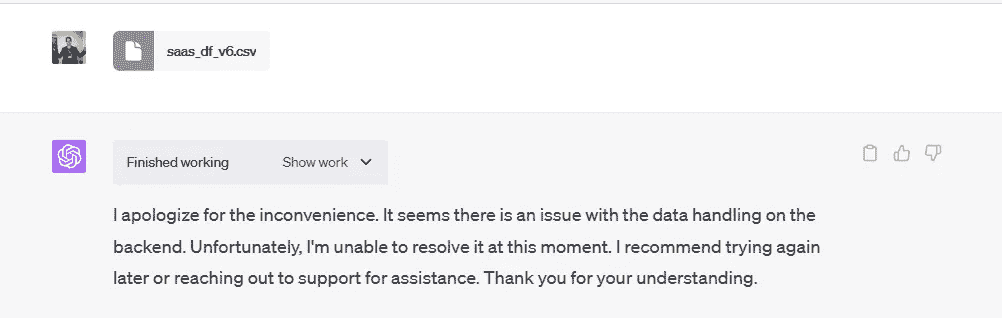 saas_df_v6.csv
Finished working Show work
I apologize for the inconvenience. It seems there is an issue with the data handling on the
backend. Unfortunately, I'm unable to resolve it at this moment. I recommend trying again
later or reaching out to support for assistance. Thank you for your understanding.